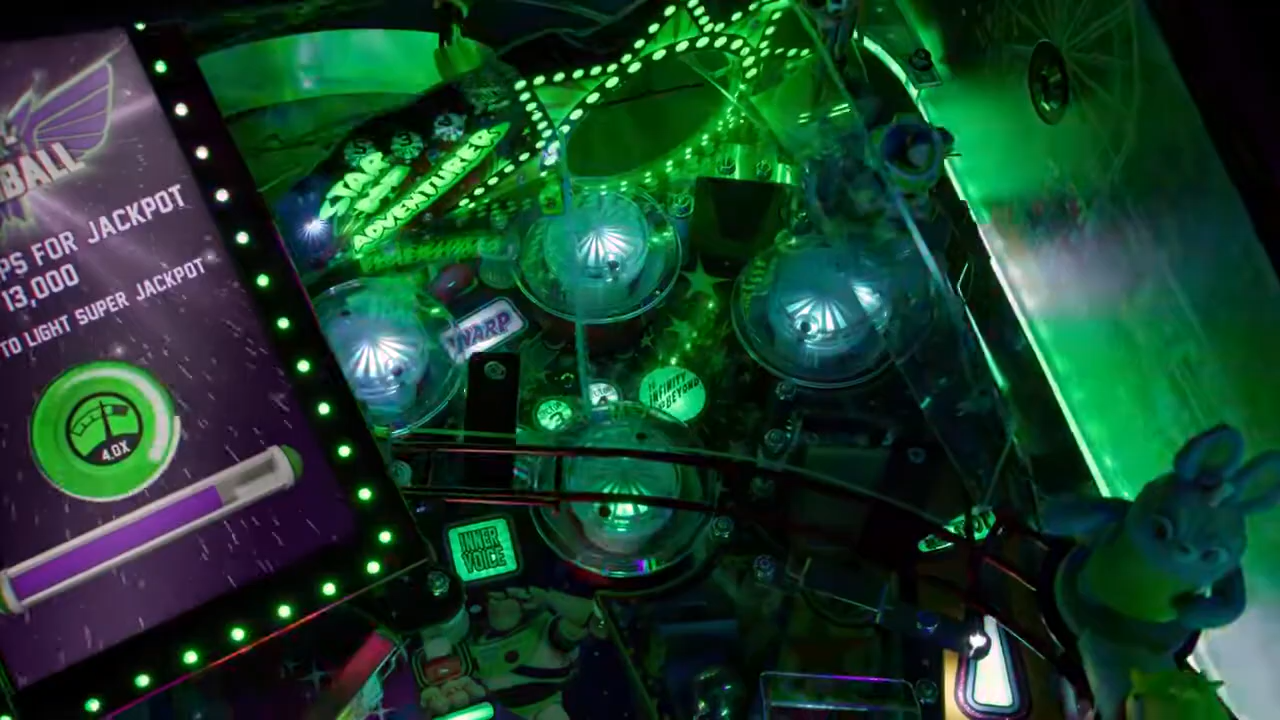 BALL
PS FOR JACKPOT
13,000
TO LIGHT SUPER JACKPOT
4.0X
STAR
ADVENTURER
WARP
TO INFINITY
& BEYOND
INNER
VOICE